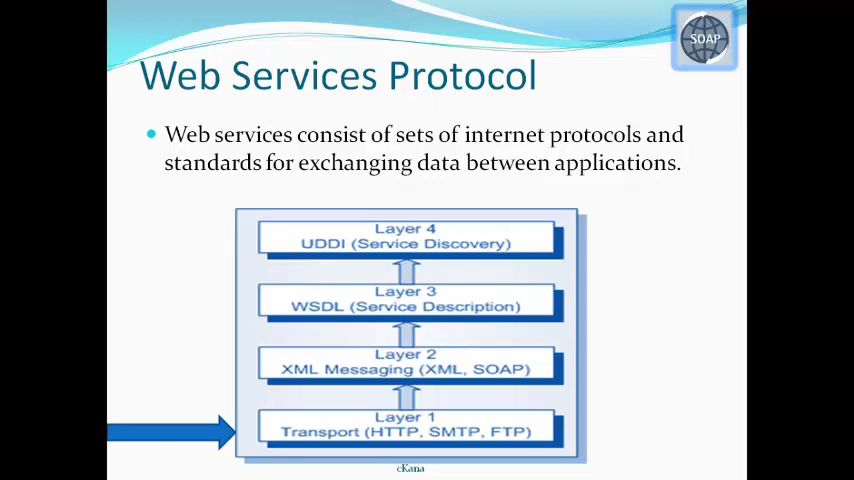 SOAP
Web Services Protocol
Web services consist of sets of internet protocols and
standards for exchanging data between applications.
Layer 4
UDDI (Service Discovery)
Layer 3
WSDL (Service Description)
Layer 2
XML Messaging (XML, SOAP)
Layer 1
Transport (HTTP, SMTP, FTP)
cKana